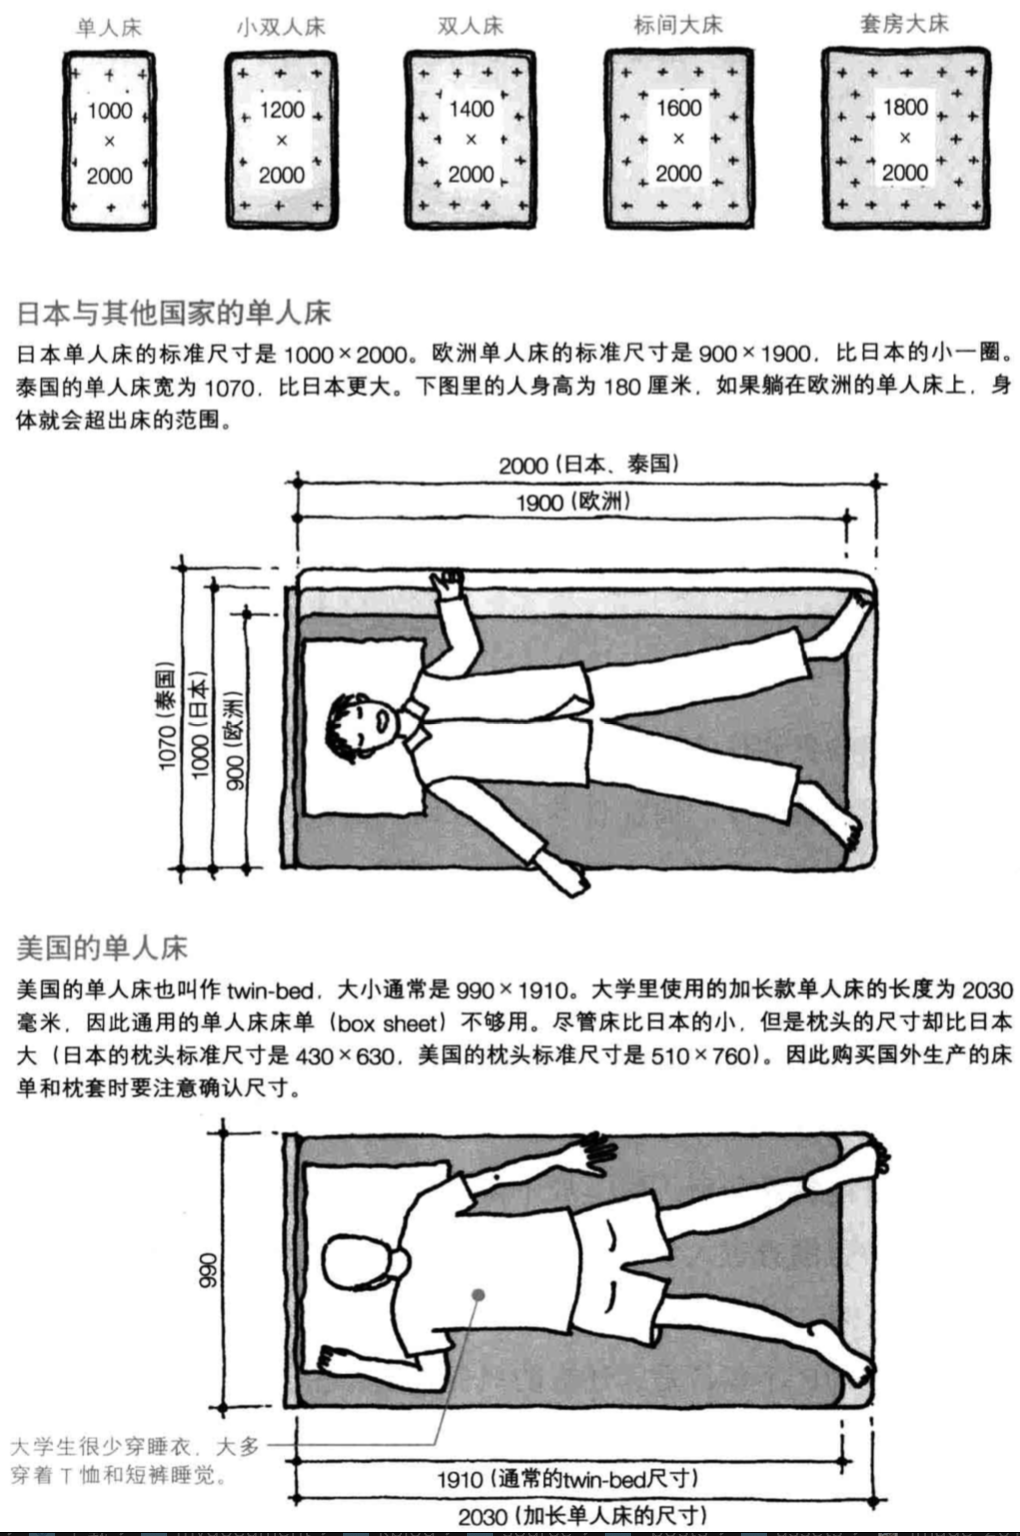 单人床
小双人床
双人床
标间大床
套房大床
1000
×
2000
1200
×
2000
1400
×
2000
1600
×
2000
1800
×
2000
日本与其他国家的单人床
日本单人床的标准尺寸是 1000×2000。欧洲单人床的标准尺寸是 900×1900，比日本的小一圈。
泰国的单人床宽为 1070，比日本更大。下图里的人身高为 180 厘米，如果躺在欧洲的单人床上，身
体就会超出床的范围。
2000 (日本、泰国)
1900 (欧洲)
1070 (泰国)
1000 (日本)
900 (欧洲)
美国的单人床
美国的单人床也叫作 twin-bed，大小通常是 990×1910。大学里使用的加长款单人床的长度为 2030
毫米，因此通用的单人床床单（box sheet）不够用。尽管床比日本的小，但是枕头的尺寸却比日本
大（日本的枕头标准尺寸是 430×630，美国的枕头标准尺寸是 510×760）。因此购买国外生产的床
单和枕套时要注意确认尺寸。
990
大学生很少穿睡衣，大多
穿着 T 恤和短裤睡觉。
1910 (通常的twin-bed尺寸)
2030 (加长单人床的尺寸)